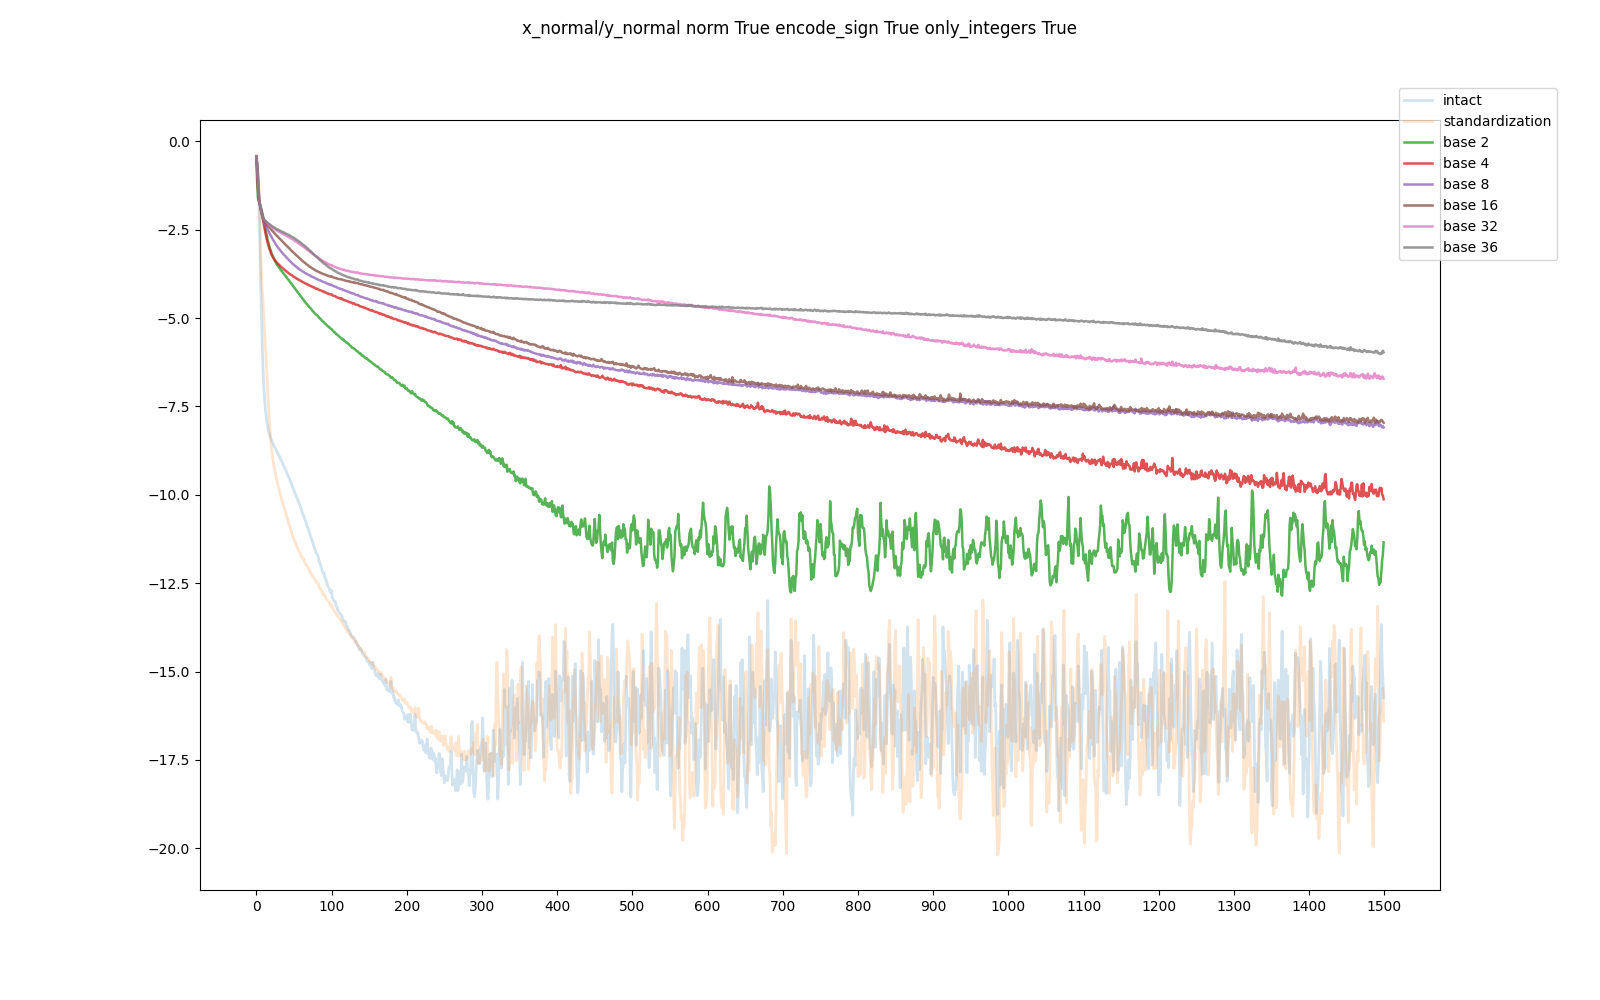 x_normal/y_normal norm True encode_sign True only_integers True
intact
standardization
base 2
base 4
base 8
base 16
base 32
base 36
0.0
−2.5
−5.0
−7.5
−10.0
−12.5
−15.0
−17.5
−20.0
0 100 200 300 400 500 600 700 800 900 1000 1100 1200 1300 1400 1500